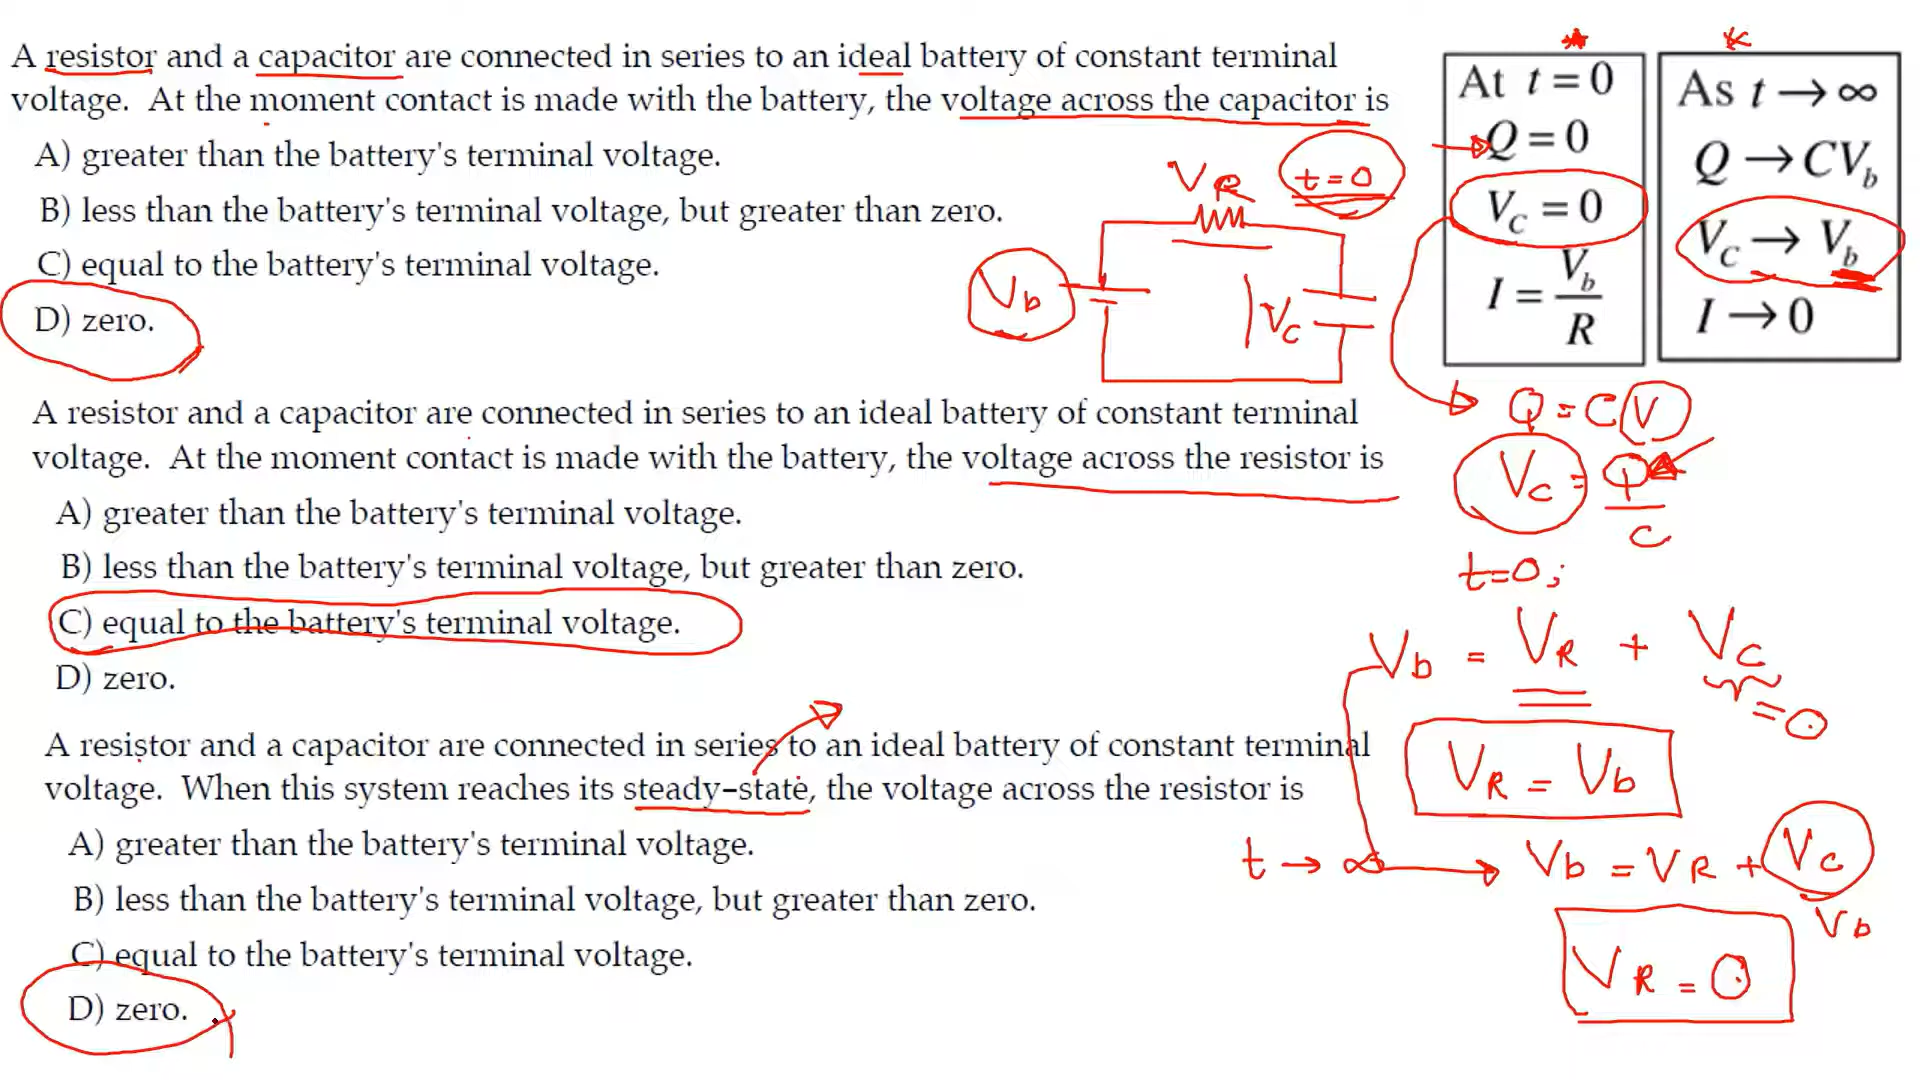 A resistor and a capacitor are connected in series to an ideal battery of constant terminal
voltage. At the moment contact is made with the battery, the voltage across the capacitor is
A) greater than the battery's terminal voltage.
B) less than the battery's terminal voltage, but greater than zero.
C) equal to the battery's terminal voltage.
D) zero.
V_R
t=0
V_b
V_C
At t = 0
Q = 0
V_C = 0
I = V_b / R
As t → ∞
Q → CV_b
V_C → V_b
I → 0
A resistor and a capacitor are connected in series to an ideal battery of constant terminal
voltage. At the moment contact is made with the battery, the voltage across the resistor is
A) greater than the battery's terminal voltage.
B) less than the battery's terminal voltage, but greater than zero.
C) equal to the battery's terminal voltage.
D) zero.
Q = CV
V_C = Q / C
t=0;
V_b = V_R + V_C
= 0
V_R = V_b
A resistor and a capacitor are connected in series to an ideal battery of constant terminal
voltage. When this system reaches its steady-state, the voltage across the resistor is
A) greater than the battery's terminal voltage.
B) less than the battery's terminal voltage, but greater than zero.
C) equal to the battery's terminal voltage.
D) zero.
t → ∞ → V_b = V_R + V_C
V_b
V_R = 0